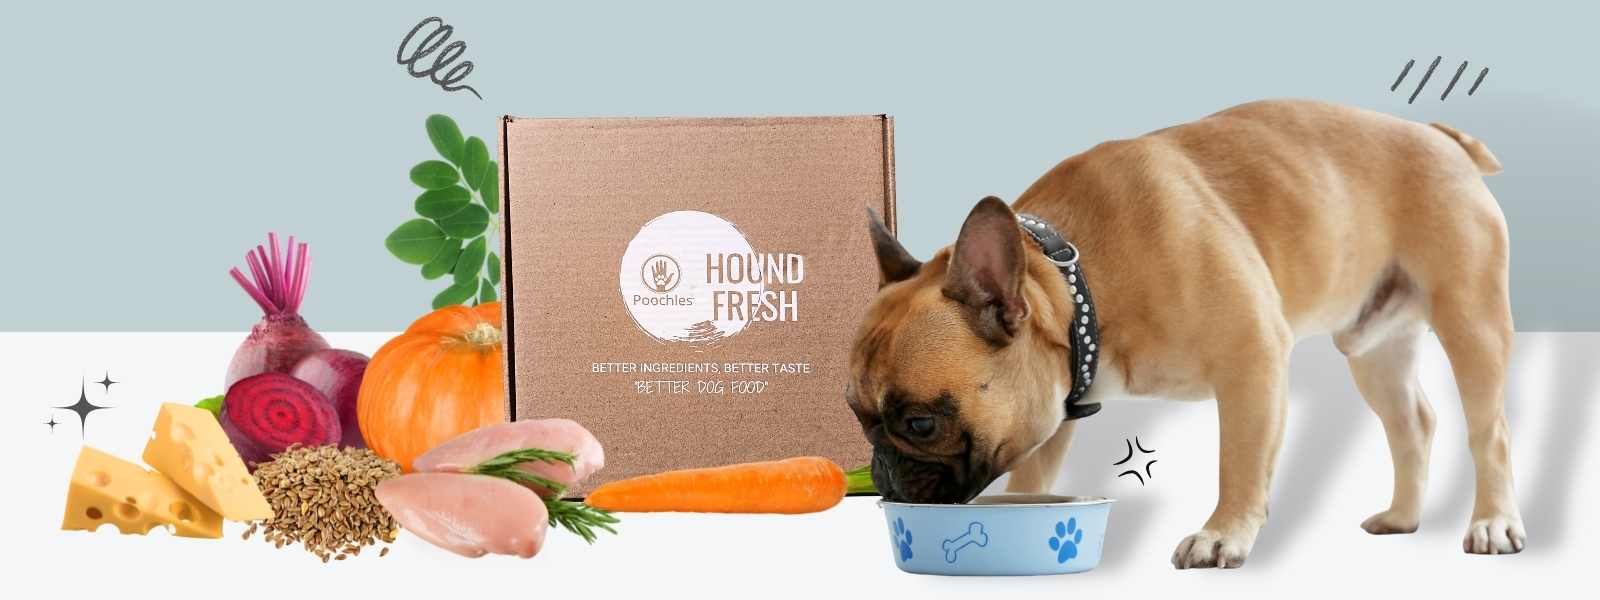 HOUND
FRESH
Poochles
BETTER INGREDIENTS, BETTER TASTE
"BETTER DOG FOOD"